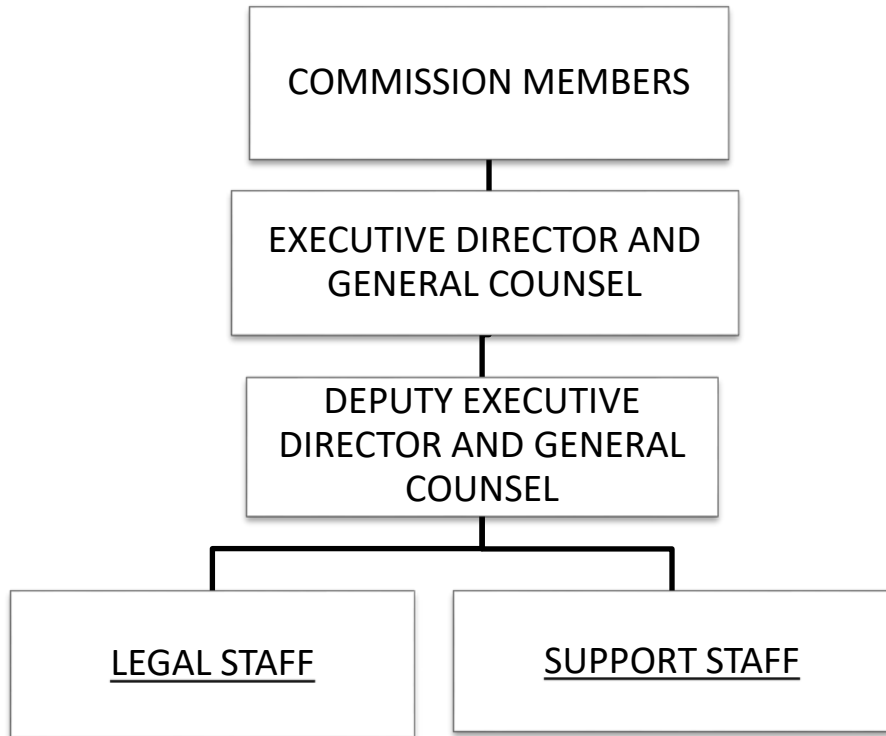 COMMISSION MEMBERS
EXECUTIVE DIRECTOR AND
GENERAL COUNSEL
DEPUTY EXECUTIVE
DIRECTOR AND GENERAL
COUNSEL
LEGAL STAFF
SUPPORT STAFF